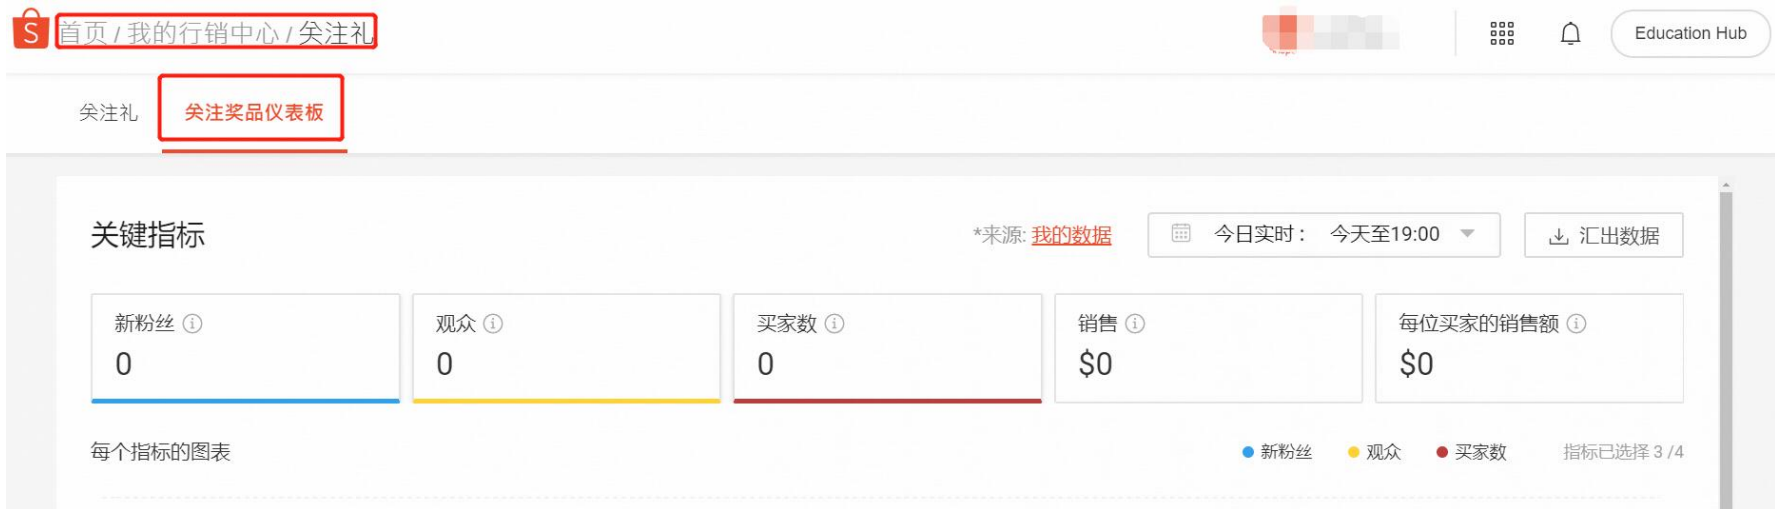 首页 / 我的行销中心 / 关注礼
Education Hub
关注礼
关注奖品仪表板
关键指标
*来源: 我的数据
今日实时： 今天至19:00
汇出数据
新粉丝
0
观众
0
买家数
0
销售
$0
每位买家的销售额
$0
每个指标的图表
新粉丝
观众
买家数
指标已选择 3 /4